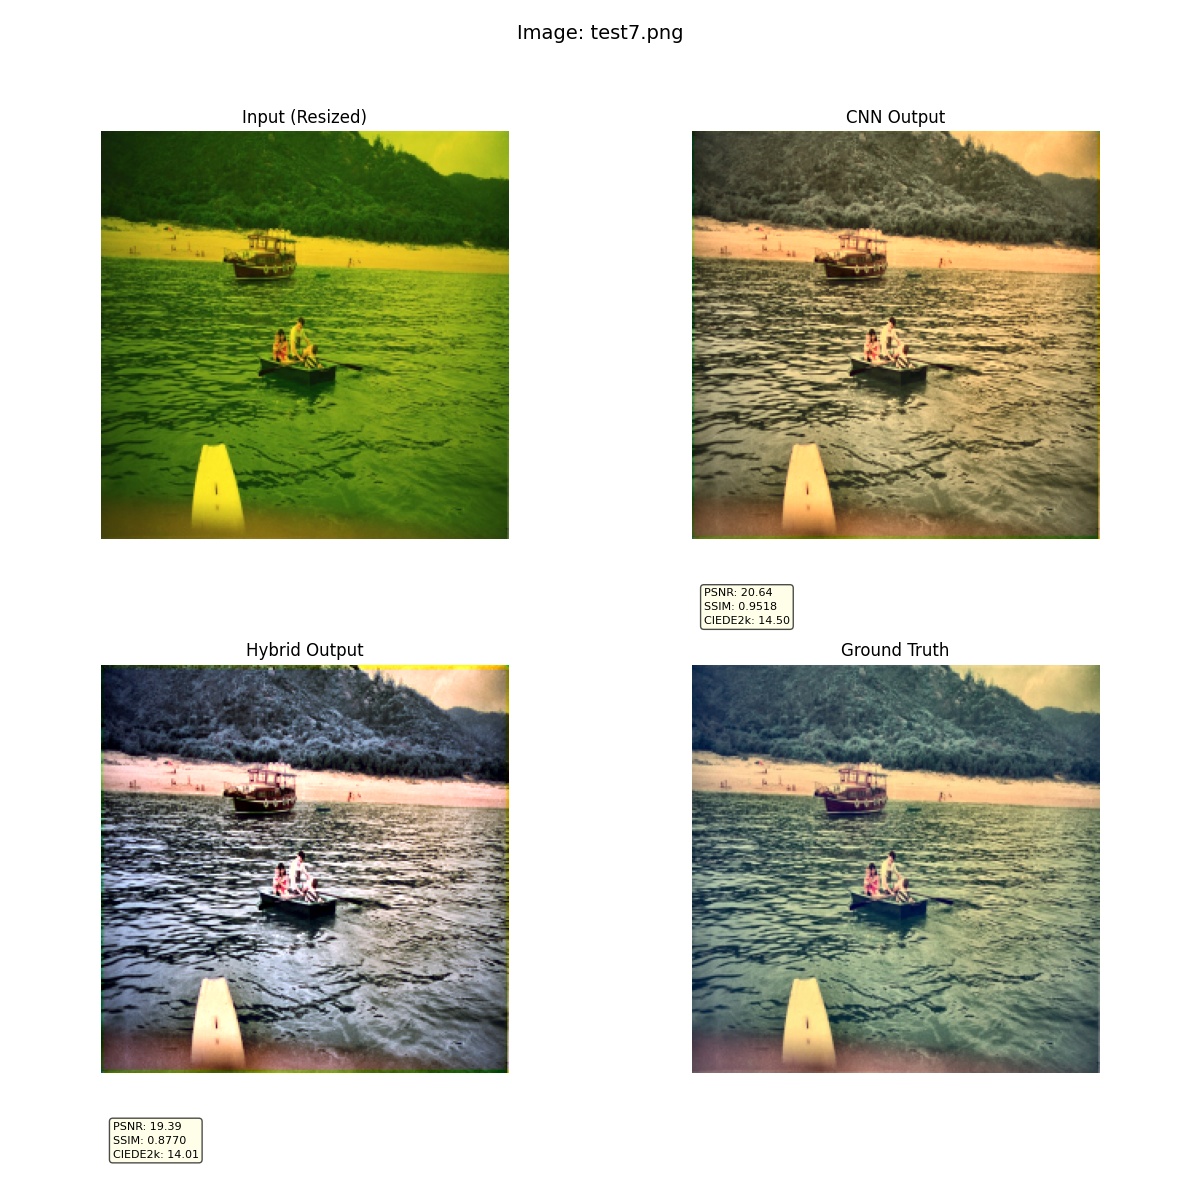 Image: test7.png
Input (Resized)
CNN Output
PSNR: 20.64
SSIM: 0.9518
CIEDE2k: 14.50
Hybrid Output
Ground Truth
PSNR: 19.39
SSIM: 0.8770
CIEDE2k: 14.01